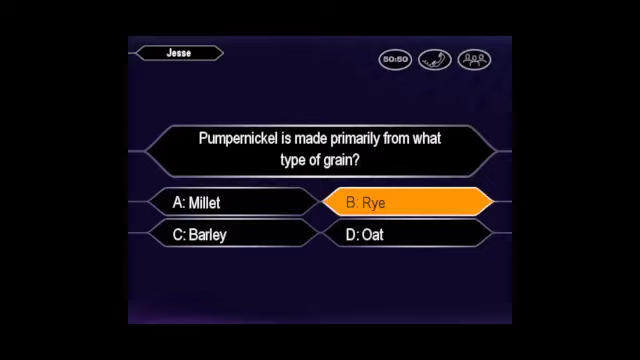 Jesse
50:50
Pumpernickel is made primarily from what
type of grain?
A: Millet
B: Rye
C: Barley
D: Oat